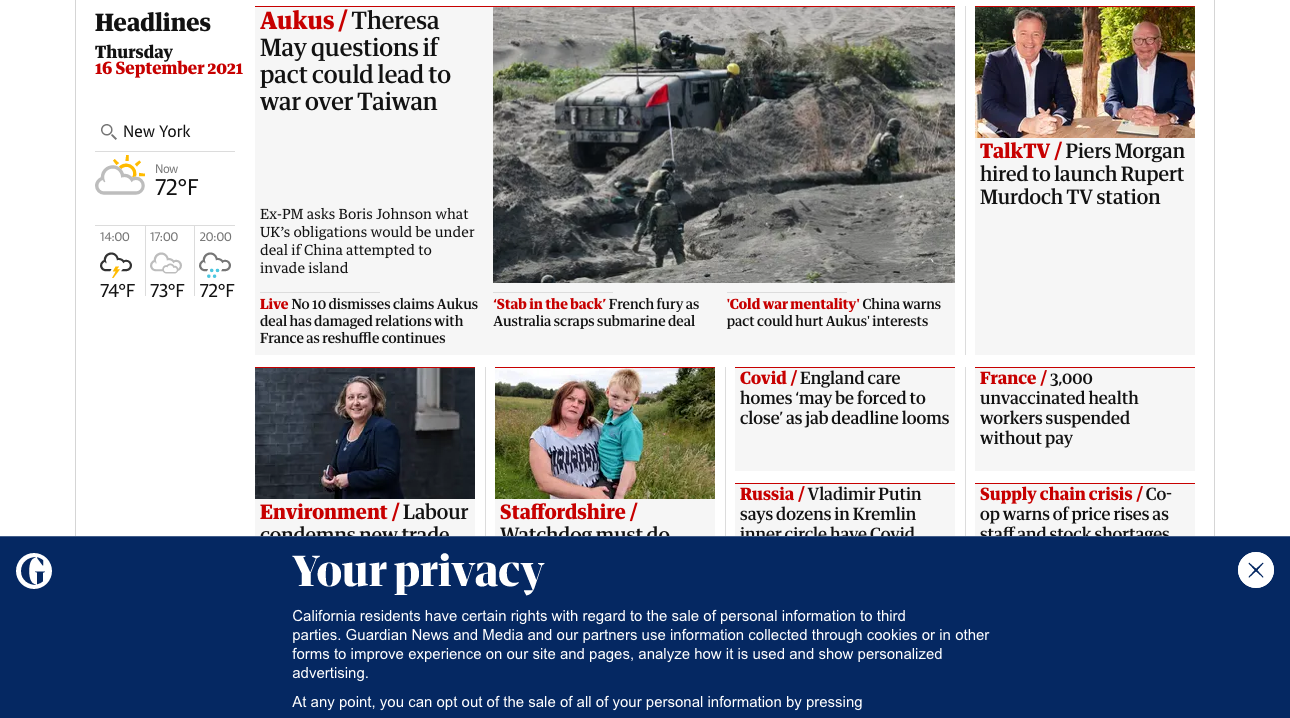 Headlines
Thursday
16 September 2021
New York
Now
72°F
14:00
17:00
20:00
74°F
73°F
72°F
Aukus / Theresa
May questions if
pact could lead to
war over Taiwan
Ex-PM asks Boris Johnson what
UK's obligations would be under
deal if China attempted to
invade island
Live No 10 dismisses claims Aukus
deal has damaged relations with
France as reshuffle continues
‘Stab in the back’ French fury as
Australia scraps submarine deal
'Cold war mentality' China warns
pact could hurt Aukus' interests
TalkTV / Piers Morgan
hired to launch Rupert
Murdoch TV station
Environment / Labour
condemns new trade
Staffordshire /
Watchdog must do
Covid / England care
homes ‘may be forced to
close’ as jab deadline looms
Russia / Vladimir Putin
says dozens in Kremlin
inner circle have Covid
France / 3,000
unvaccinated health
workers suspended
without pay
Supply chain crisis / Co-
op warns of price rises as
staff and stock shortages
G
Your privacy
California residents have certain rights with regard to the sale of personal information to third
parties. Guardian News and Media and our partners use information collected through cookies or in other
forms to improve experience on our site and pages, analyze how it is used and show personalized
advertising.
At any point, you can opt out of the sale of all of your personal information by pressing